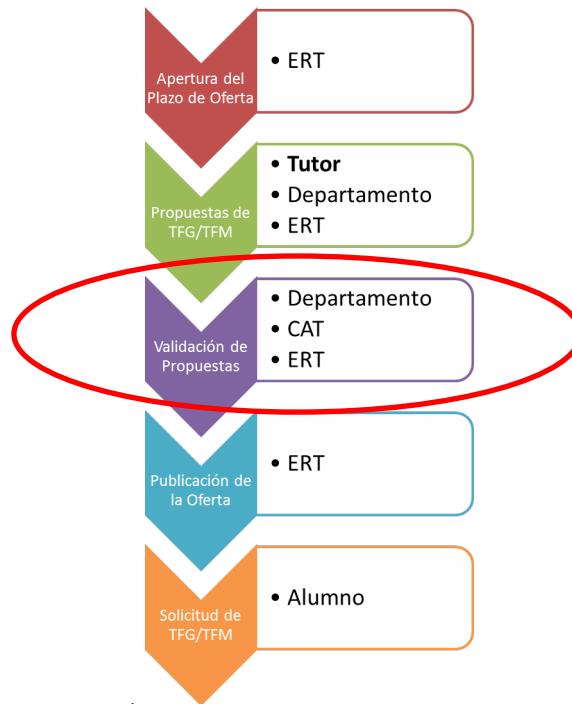 Apertura del
Plazo de Oferta
• ERT
Propuestas de
TFG/TFM
• Tutor
• Departamento
• ERT
Validación de
Propuestas
• Departamento
• CAT
• ERT
Publicación de
la Oferta
• ERT
Solicitud de
TFG/TFM
• Alumno